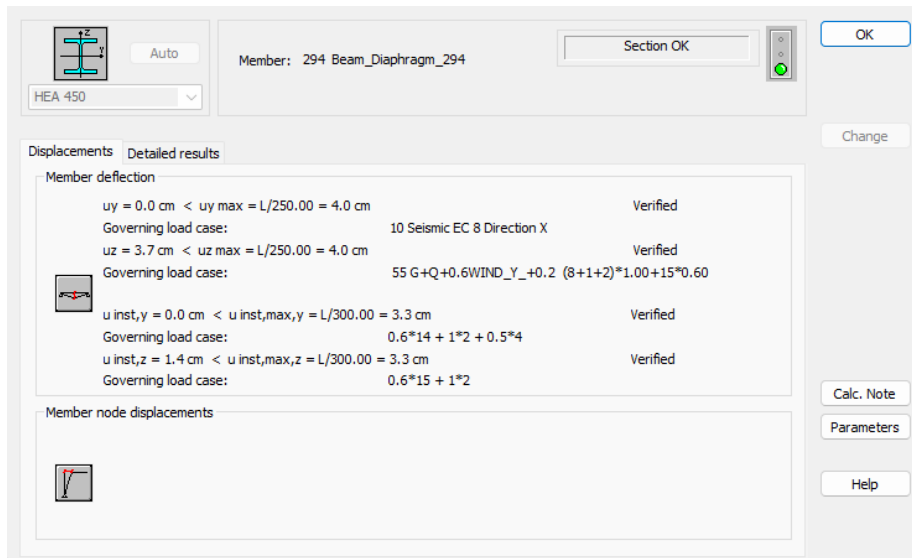 z
y
Auto
HEA 450
Member: 294 Beam_Diaphragm_294
Section OK
OK
Change
Displacements
Detailed results
Member deflection
uy = 0.0 cm < uy max = L/250.00 = 4.0 cm Verified
Governing load case: 10 Seismic EC 8 Direction X
uz = 3.7 cm < uz max = L/250.00 = 4.0 cm Verified
Governing load case: 55 G+Q+0.6WIND_Y_+0.2 (8+1+2)*1.00+15*0.60
u inst,y = 0.0 cm < u inst,max,y = L/300.00 = 3.3 cm Verified
Governing load case: 0.6*14 + 1*2 + 0.5*4
u inst,z = 1.4 cm < u inst,max,z = L/300.00 = 3.3 cm Verified
Governing load case: 0.6*15 + 1*2
Member node displacements
Calc. Note
Parameters
Help